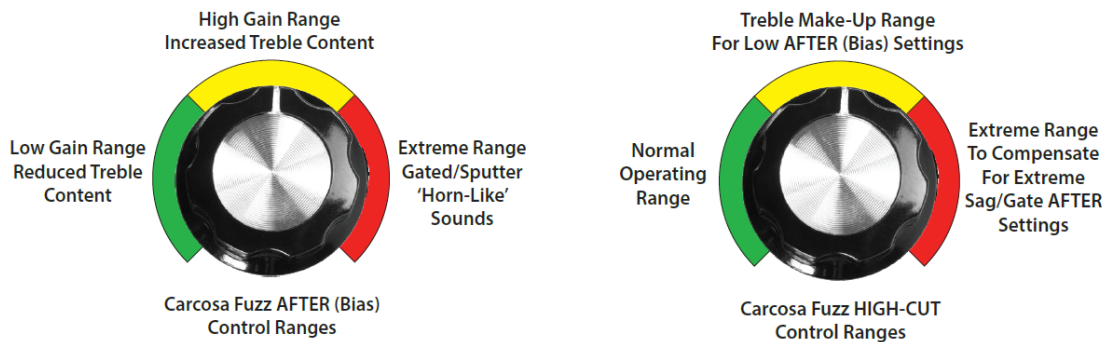 High Gain Range
Increased Treble Content
Low Gain Range
Reduced Treble
Content
Extreme Range
Gated/Sputter
‘Horn-Like’
Sounds
Carcosa Fuzz AFTER (Bias)
Control Ranges
Treble Make-Up Range
For Low AFTER (Bias) Settings
Normal
Operating
Range
Extreme Range
To Compensate
For Extreme
Sag/Gate AFTER
Settings
Carcosa Fuzz HIGH-CUT
Control Ranges